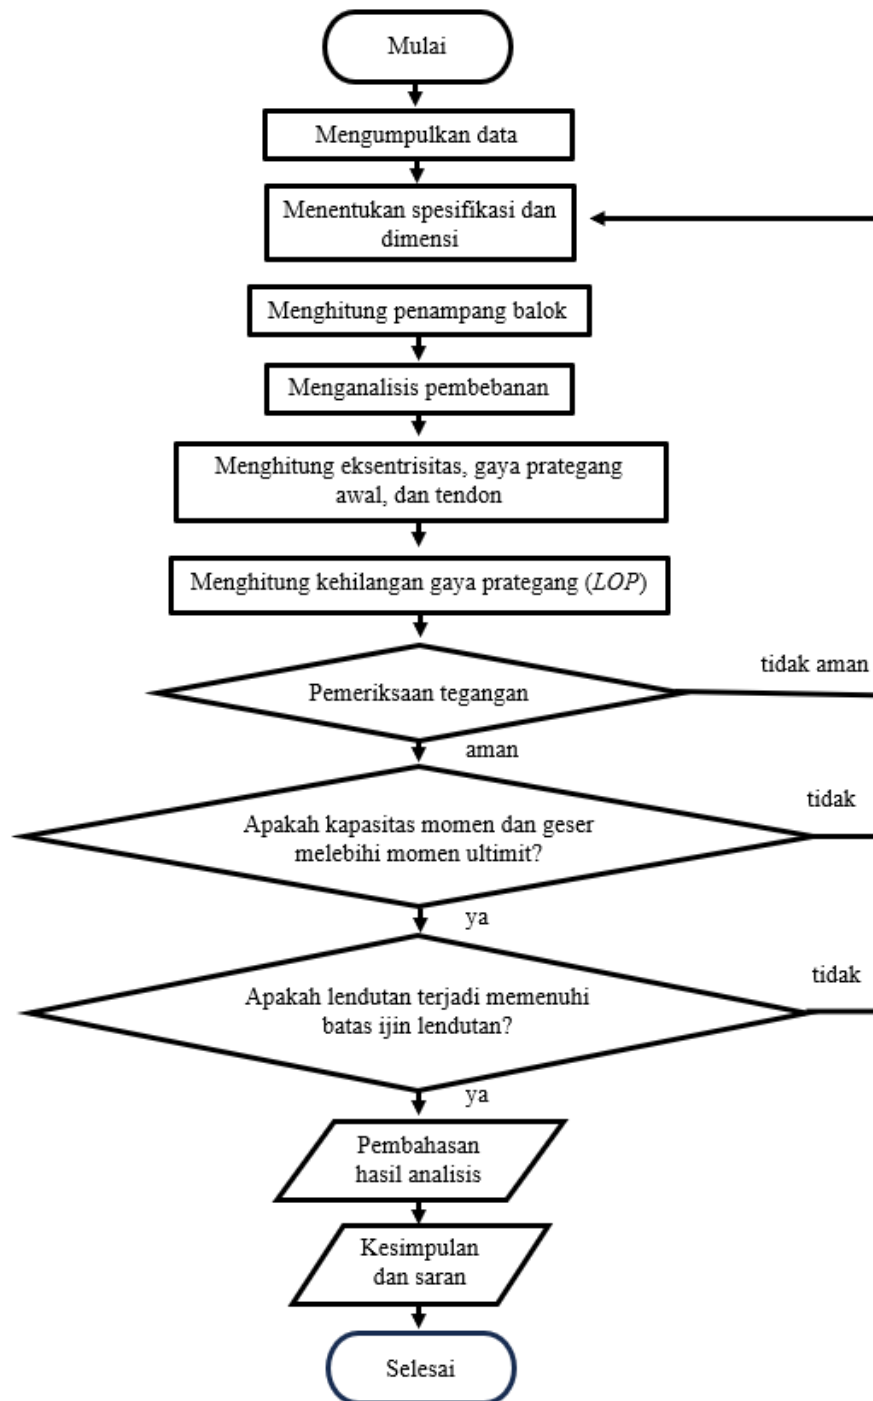 Mulai
Mengumpulkan data
Menentukan spesifikasi dan
dimensi
Menghitung penampang balok
Menganalisis pembebanan
Menghitung eksentrisitas, gaya prategang
awal, dan tendon
Menghitung kehilangan gaya prategang (LOP)
Pemeriksaan tegangan
tidak aman
aman
Apakah kapasitas momen dan geser
melebihi momen ultimit?
tidak
ya
Apakah lendutan terjadi memenuhi
batas ijin lendutan?
tidak
ya
Pembahasan
hasil analisis
Kesimpulan
dan saran
Selesai